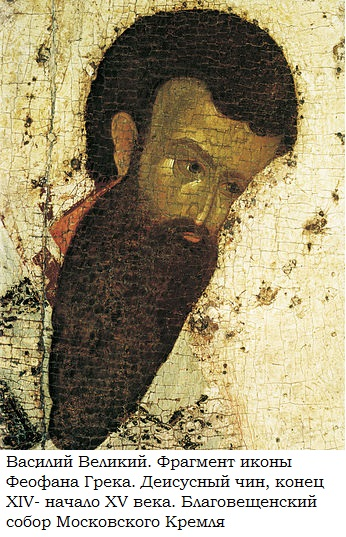 Василий Великий. Фрагмент иконы
Феофана Грека. Деисусный чин, конец
XIV- начало XV века. Благовещенский
собор Московского Кремля